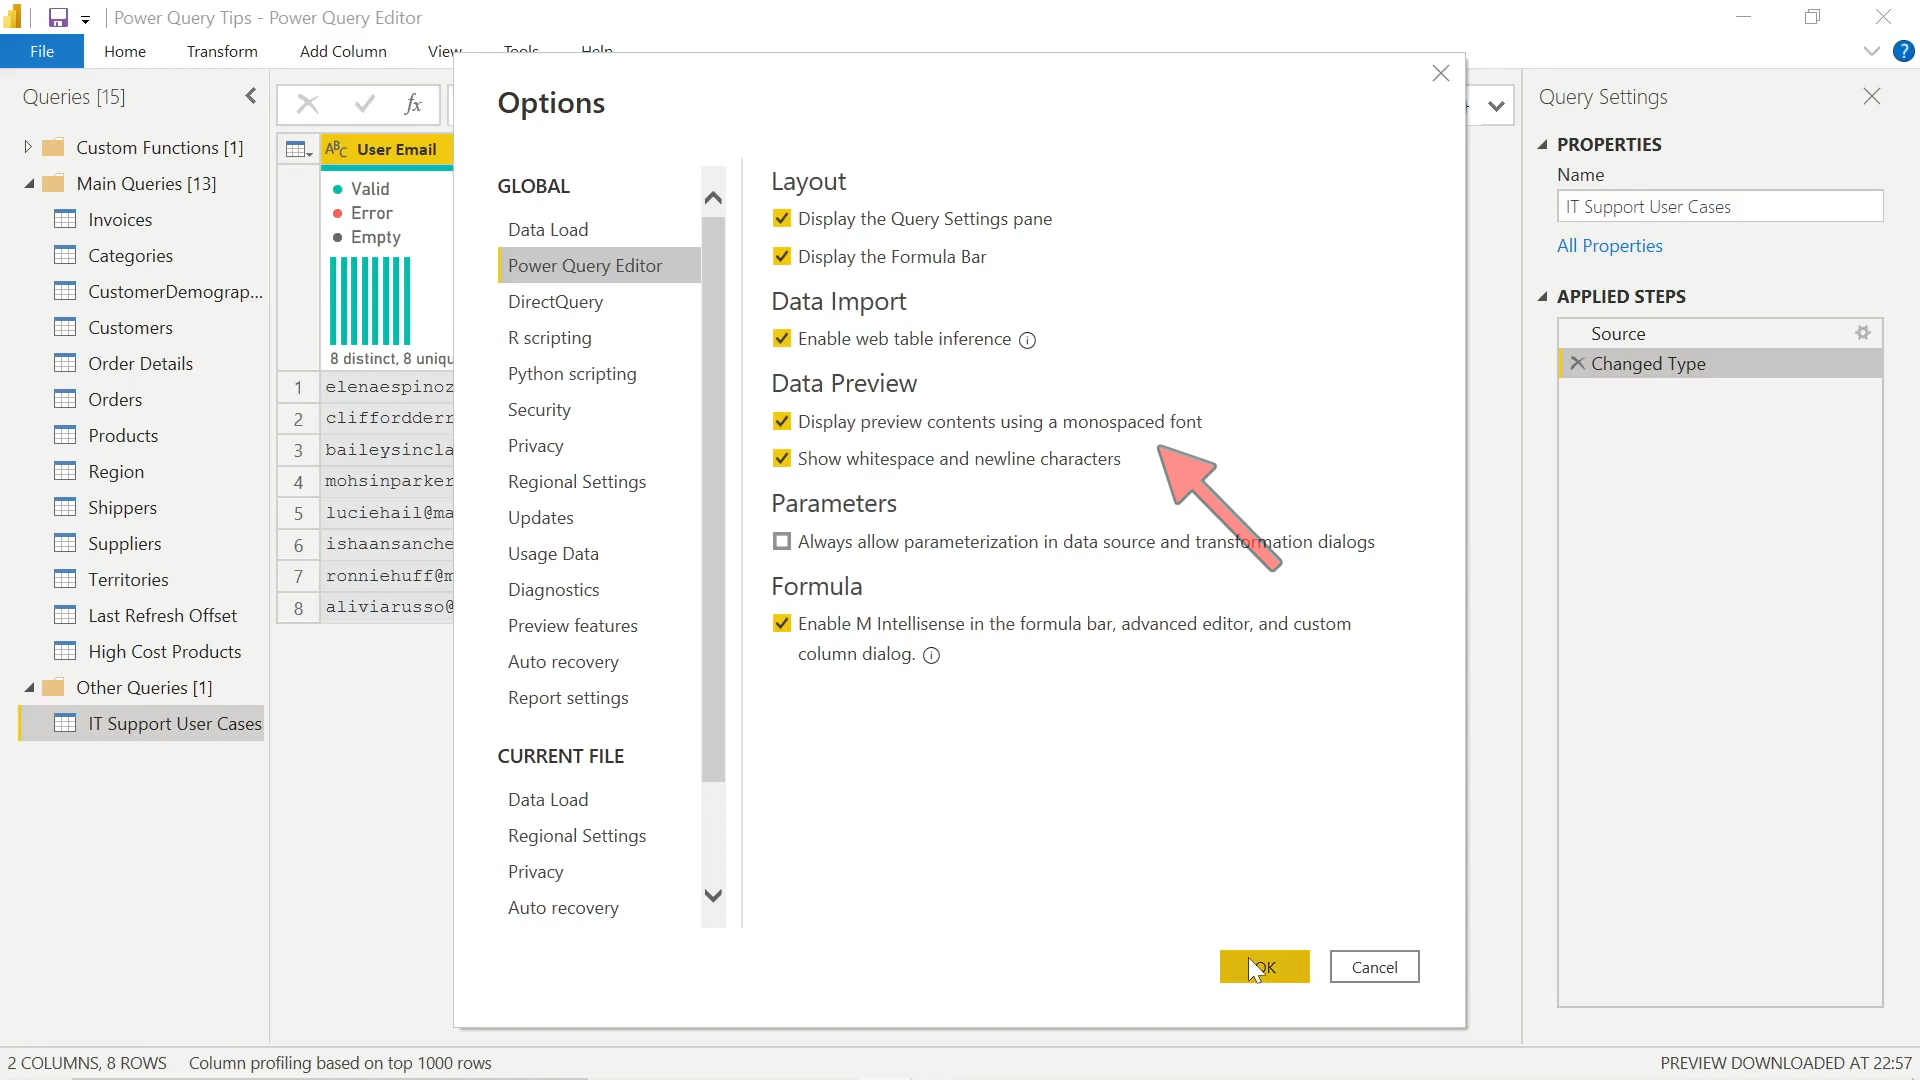 Power Query Tips - Power Query Editor
File
Home
Transform
Add Column
View
Tools
Help
?
Queries [15]
Custom Functions [1]
Main Queries [13]
Invoices
Categories
CustomerDemograp...
Customers
Order Details
Orders
Products
Region
Shippers
Suppliers
Territories
Last Refresh Offset
High Cost Products
Other Queries [1]
IT Support User Cases
fx
ABC User Email
Valid
Error
Empty
8 distinct, 8 uniqu
1 elenaespinoz
2 cliffordderr
3 baileysincla
4 mohsinparker
5 luciehail@ma
6 ishaansanche
7 ronniehuff@m
8 aliviarusso@
Options
GLOBAL
Data Load
Power Query Editor
DirectQuery
R scripting
Python scripting
Security
Privacy
Regional Settings
Updates
Usage Data
Diagnostics
Preview features
Auto recovery
Report settings
CURRENT FILE
Data Load
Regional Settings
Privacy
Auto recovery
Layout
Display the Query Settings pane
Display the Formula Bar
Data Import
Enable web table inference
Data Preview
Display preview contents using a monospaced font
Show whitespace and newline characters
Parameters
Always allow parameterization in data source and transformation dialogs
Formula
Enable M Intellisense in the formula bar, advanced editor, and custom
column dialog.
OK
Cancel
Query Settings
PROPERTIES
Name
IT Support User Cases
All Properties
APPLIED STEPS
Source
Changed Type
2 COLUMNS, 8 ROWS
Column profiling based on top 1000 rows
PREVIEW DOWNLOADED AT 22:57